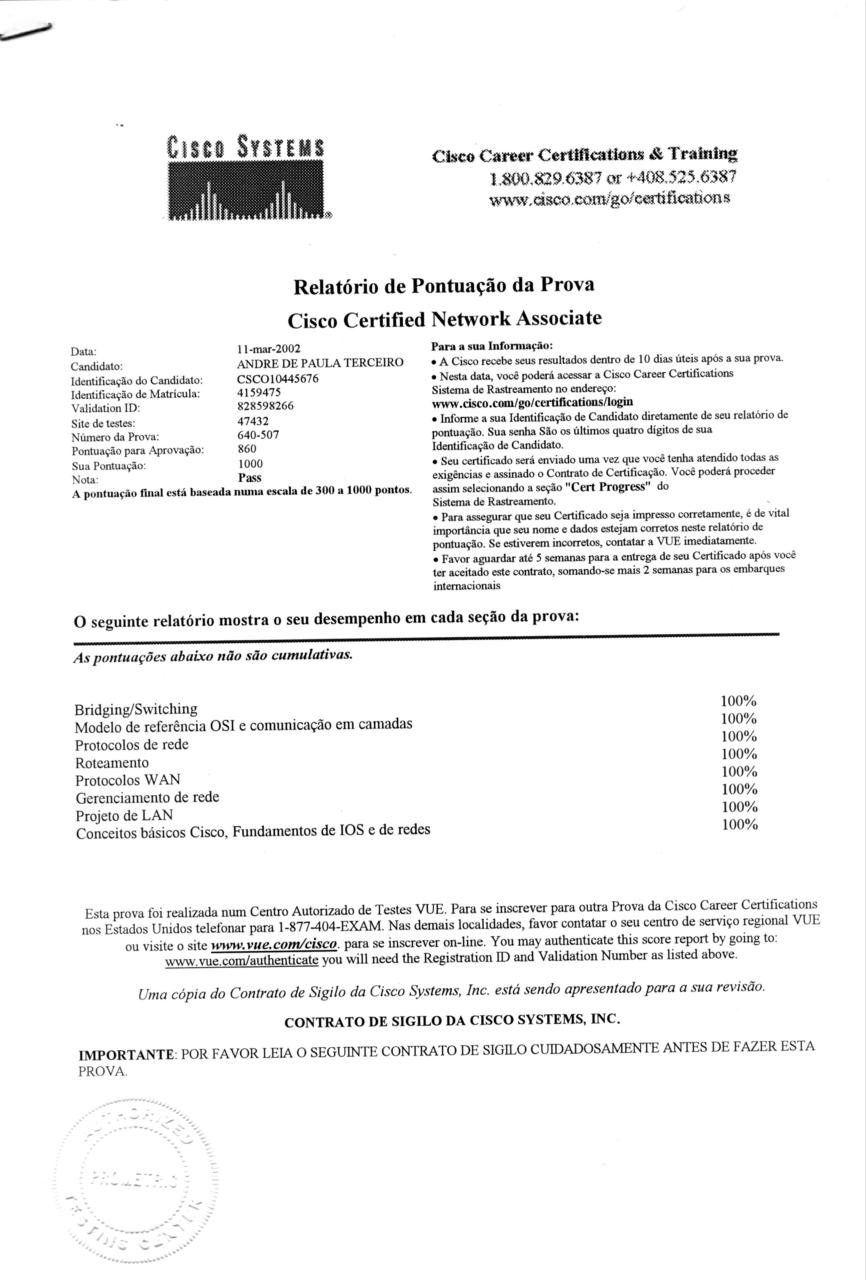 CISCO SYSTEMS
®
Cisco Career Certifications & Training
1.800.829.6387 or +408.525.6387
www.cisco.com/go/certifications
Relatório de Pontuação da Prova
Cisco Certified Network Associate
Data: 11-mar-2002
Candidato: ANDRE DE PAULA TERCEIRO
Identificação do Candidato: CSCO10445676
Identificação de Matrícula: 4159475
Validation ID: 828598266
Site de testes: 47432
Número da Prova: 640-507
Pontuação para Aprovação: 860
Sua Pontuação: 1000
Nota: Pass
A pontuação final está baseada numa escala de 300 a 1000 pontos.
Para a sua Informação:
• A Cisco recebe seus resultados dentro de 10 dias úteis após a sua prova.
• Nesta data, você poderá acessar a Cisco Career Certifications
Sistema de Rastreamento no endereço:
www.cisco.com/go/certifications/login
• Informe a sua Identificação de Candidato diretamente de seu relatório de
pontuação. Sua senha São os últimos quatro dígitos de sua
Identificação de Candidato.
• Seu certificado será enviado uma vez que você tenha atendido todas as
exigências e assinado o Contrato de Certificação. Você poderá proceder
assim selecionando a seção "Cert Progress" do
Sistema de Rastreamento.
• Para assegurar que seu Certificado seja impresso corretamente, é de vital
importância que seu nome e dados estejam corretos neste relatório de
pontuação. Se estiverem incorretos, contatar a VUE imediatamente.
• Favor aguardar até 5 semanas para a entrega de seu Certificado após você
ter aceitado este contrato, somando-se mais 2 semanas para os embarques
internacionais
O seguinte relatório mostra o seu desempenho em cada seção da prova:
As pontuações abaixo não são cumulativas.
Bridging/Switching 100%
Modelo de referência OSI e comunicação em camadas 100%
Protocolos de rede 100%
Roteamento 100%
Protocolos WAN 100%
Gerenciamento de rede 100%
Projeto de LAN 100%
Conceitos básicos Cisco, Fundamentos de IOS e de redes 100%
Esta prova foi realizada num Centro Autorizado de Testes VUE. Para se inscrever para outra Prova da Cisco Career Certifications
nos Estados Unidos telefonar para 1-877-404-EXAM. Nas demais localidades, favor contatar o seu centro de serviço regional VUE
ou visite o site www.vue.com/cisco. para se inscrever on-line. You may authenticate this score report by going to:
www.vue.com/authenticate you will need the Registration ID and Validation Number as listed above.
Uma cópia do Contrato de Sigilo da Cisco Systems, Inc. está sendo apresentado para a sua revisão.
CONTRATO DE SIGILO DA CISCO SYSTEMS, INC.
IMPORTANTE: POR FAVOR LEIA O SEGUINTE CONTRATO DE SIGILO CUIDADOSAMENTE ANTES DE FAZER ESTA
PROVA.
AUTHORIZED
PROMETRIC
TESTING CENTER